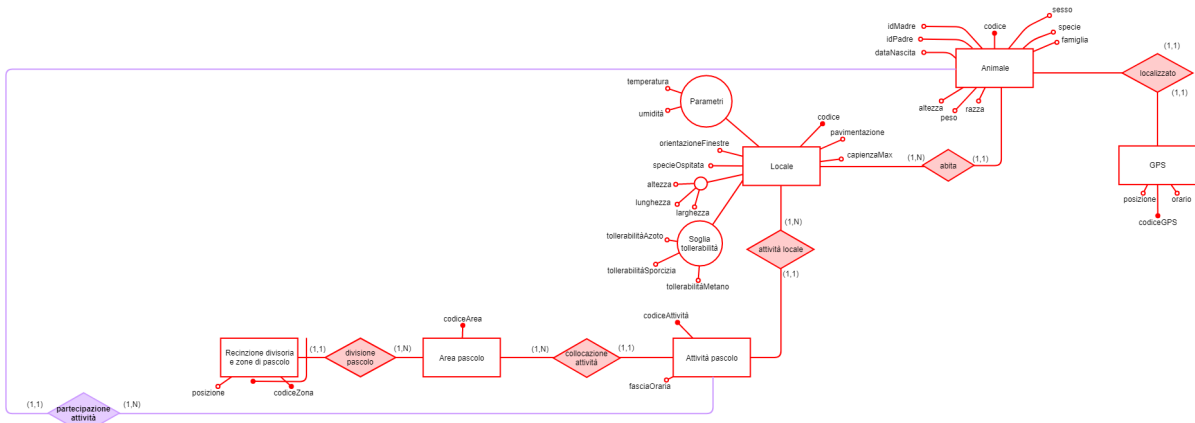 sesso
idMadre
codice
specie
idPadre
famiglia
(1,1)
dataNascita
Animale
localizzato
temperatura
(1,1)
Parametri
altezza
razza
peso
umidità
codice
pavimentazione
orientazioneFinestre
capienzaMax
(1,N)
(1,1)
GPS
specieOspitata
Locale
abita
altezza
lunghezza
posizione
orario
larghezza
codiceGPS
(1,N)
tollerabilitàAzoto
Soglia
tollerabilità
attività locale
tollerabilitàSporcizia
(1,1)
tollerabilitàMetano
codiceArea
codiceAttività
(1,1)
(1,N)
(1,N)
(1,1)
Recinzione divisoria
e zone di pascolo
divisione
pascolo
Area pascolo
collocazione
attività
Attività pascolo
posizione
codiceZona
fasciaOraria
(1,1)
partecipazione
attività
(1,N)